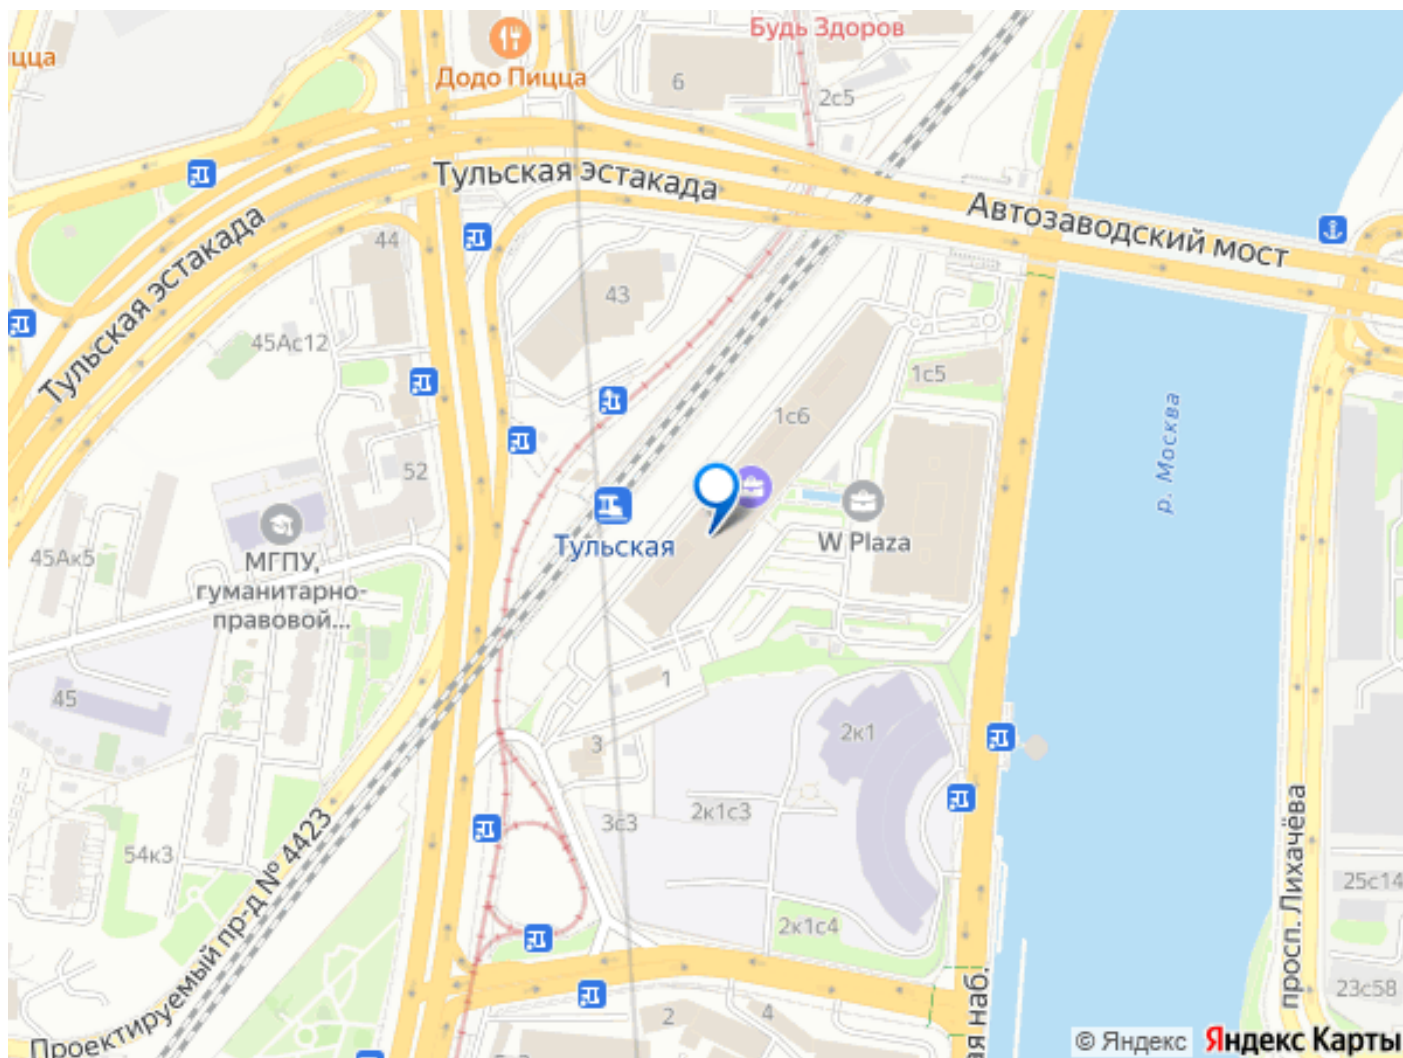 Будь Здоров
ицца
Додо Пицца
6
2с5
Тульская эстакада
Автозаводский мост
Тульская эстакада
44
43
45Ас12
1с5
1с6
р. Москва
52
W Plaza
Тульская
45Ак5
МГПУ,
гуманитарно-
правовой...
1
45
2к1
3
2к1с3
3с3
54к3
Проектируемый пр-д № 4423
просп. Лихачёва
25с14
2к1с4
23с58
ая наб.
2
4
© Яндекс Яндекс Карты